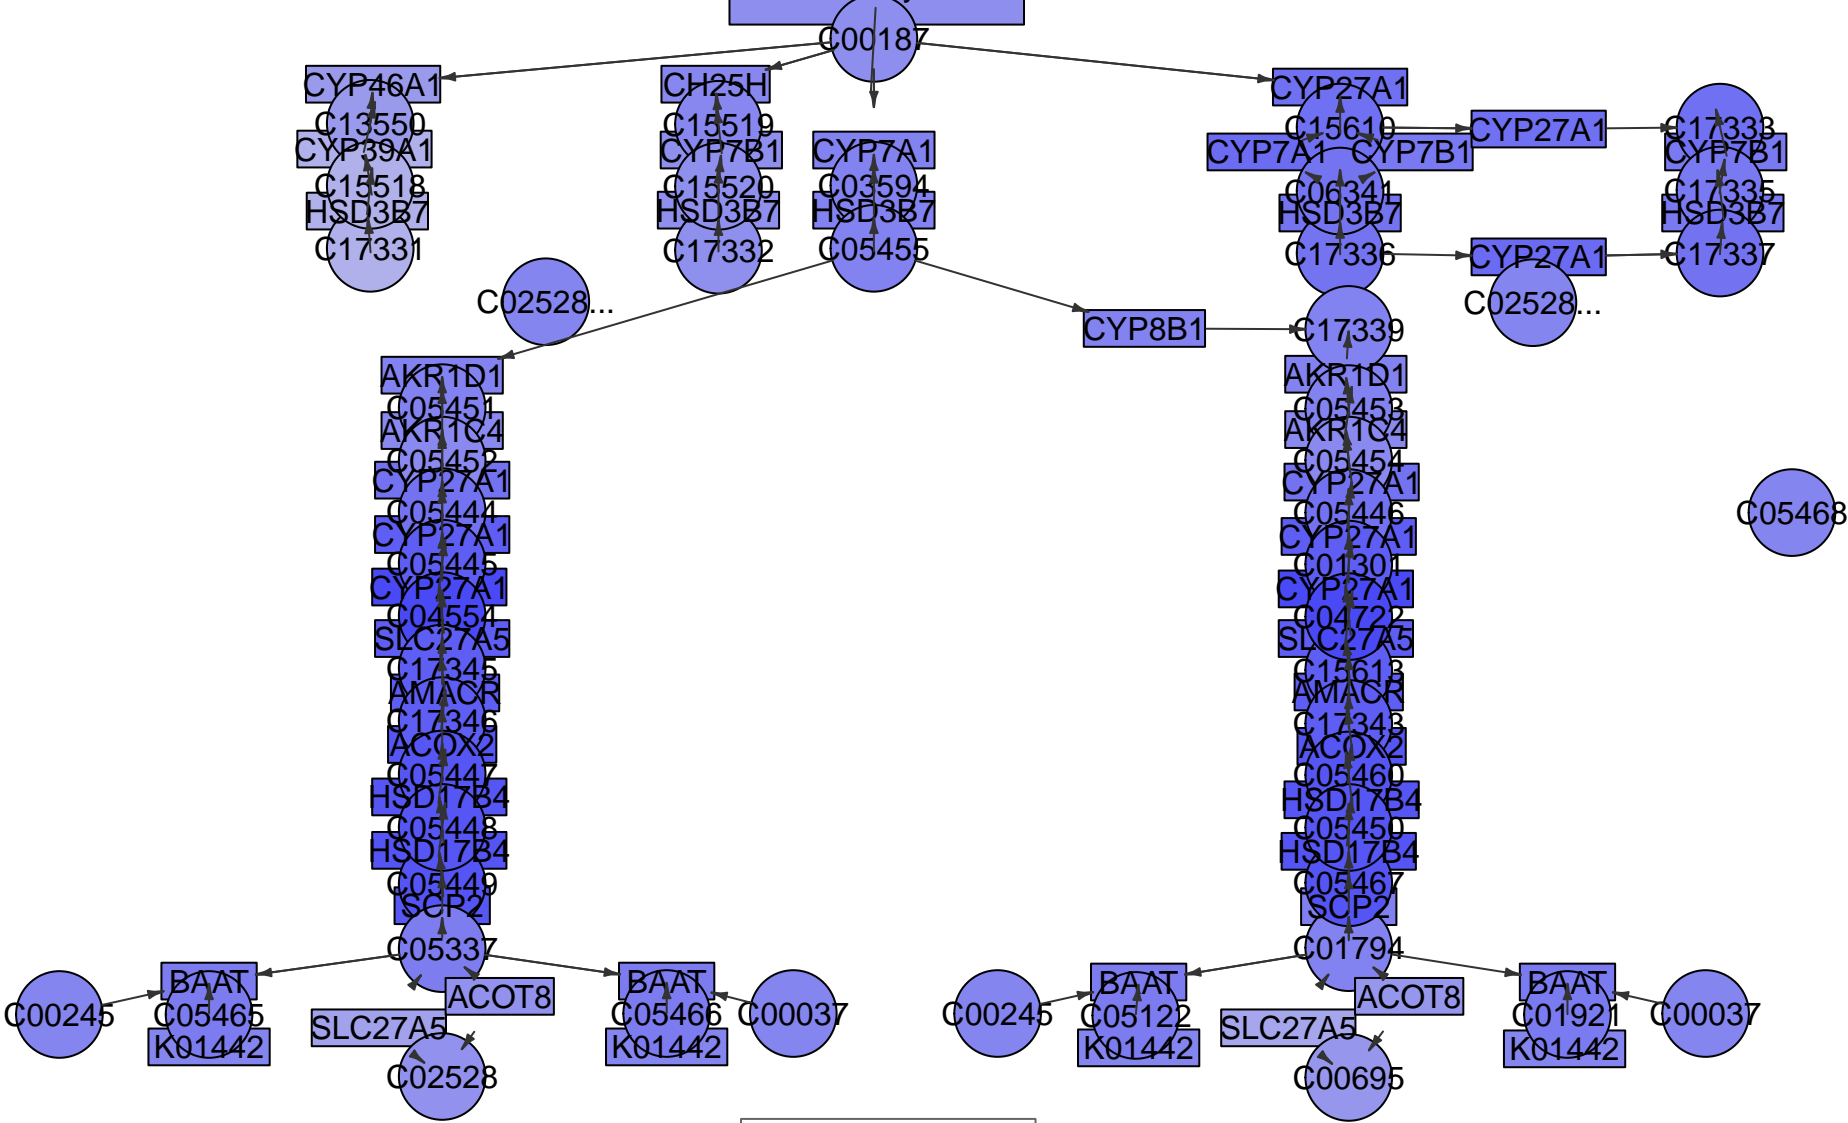 C00187
CYP46A1
CH25H
CYP27A1
C13550
C15519
C15610
CYP27A1
C17333
CYP39A1
CYP7B1
CYP7A1
CYP7A1
CYP7B1
CYP7B1
C15518
C15520
C03594
C06341
C17335
HSD3B7
HSD3B7
HSD3B7
HSD3B7
HSD3B7
C17331
C17332
C05455
C17336
CYP27A1
C17337
C02528...
C02528...
CYP8B1
C17339
AKR1D1
AKR1D1
C05451
C05453
AKR1C4
AKR1C4
C05452
C05454
CYP27A1
CYP27A1
C05444
C05446
C05468
CYP27A1
CYP27A1
C05445
C01301
CYP27A1
CYP27A1
C04554
C04722
SLC27A5
SLC27A5
C17345
C15613
AMACR
AMACR
C17346
C17343
ACOX2
ACOX2
C05447
C05460
HSD17B4
HSD17B4
C05448
C05450
HSD17B4
HSD17B4
C05449
C05467
SCP2
SCP2
C05337
C01794
BAAT
BAAT
BAAT
BAAT
ACOT8
ACOT8
C00245
C05465
C05466
C00037
C00245
C05122
C01921
C00037
SLC27A5
SLC27A5
K01442
K01442
K01442
K01442
C02528
C00695